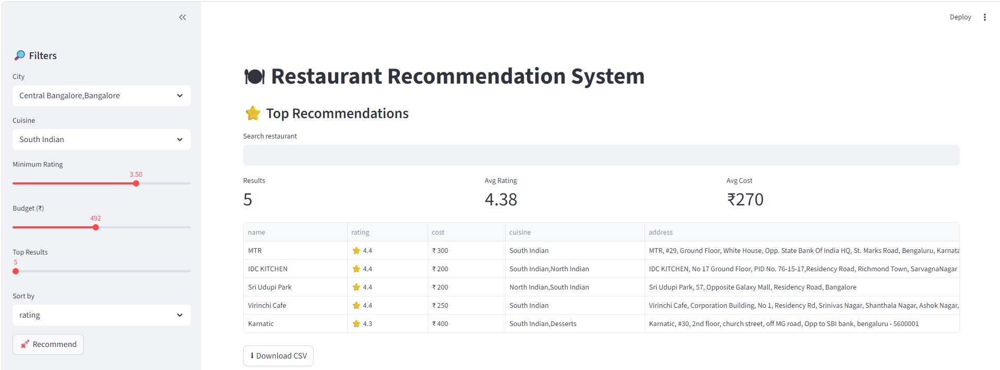 Deploy
🔎 Filters
City
Central Bangalore,Bangalore
Cuisine
South Indian
Minimum Rating
3.50
Budget (₹)
492
Top Results
5
Sort by
rating
🚀 Recommend
🍽️ Restaurant Recommendation System
⭐ Top Recommendations
Search restaurant
Results Avg Rating Avg Cost
5 4.38 ₹270
name rating cost cuisine address
MTR ⭐ 4.4 ₹ 300 South Indian MTR, #29, Ground Floor, White House, Opp. State Bank Of India HQ, St. Marks Road, Bengaluru, Karnata
IDC KITCHEN ⭐ 4.4 ₹ 200 South Indian,North Indian IDC KITCHEN, No 17 Ground Floor, PID No. 76-15-17,Residency Road, Richmond Town, SarvagnaNagar
Sri Udupi Park ⭐ 4.4 ₹ 200 North Indian,South Indian Sri Udupi Park, 57, Opposite Galaxy Mall, Residency Road, Bangalore
Virinchi Cafe ⭐ 4.4 ₹ 250 South Indian Virinchi Cafe, Corporation Building, No 1, Residency Rd, Srinivas Nagar, Shanthala Nagar, Ashok Nagar,
Karnatic ⭐ 4.3 ₹ 400 South Indian,Desserts Karnatic, #30, 2nd floor, church street, off MG road, Opp to SBI bank, bengaluru - 5600001
⬇ Download CSV